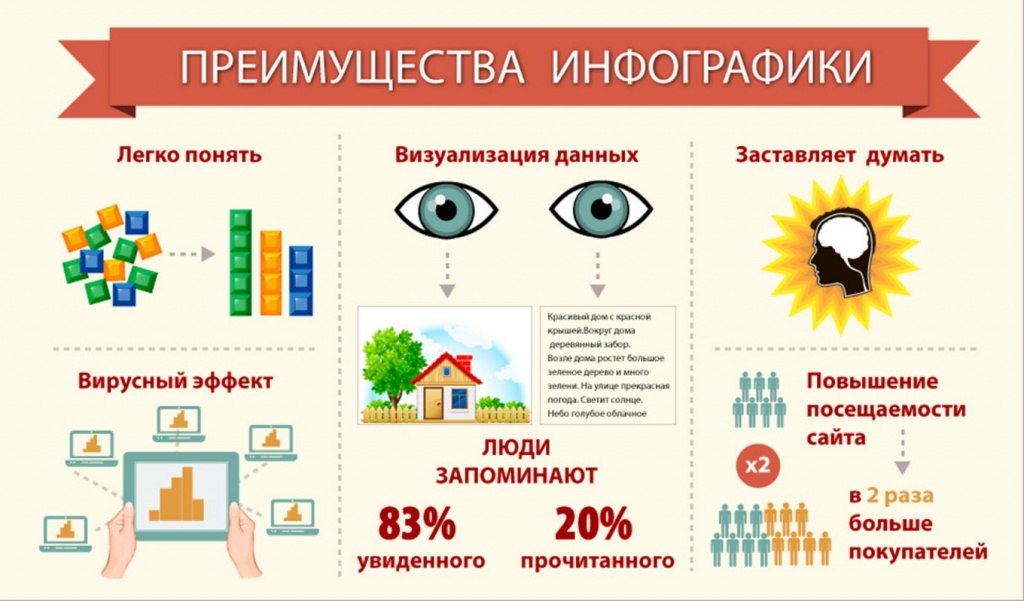 ПРЕИМУЩЕСТВА ИНФОГРАФИКИ
Легко понять
Визуализация данных
Красивый дом с красной
крышей.Вокруг дома
деревянный забор.
Возле дома ростет большое
зеленое дерево и много
зелени. На улице прекрасная
погода. Светит солнце.
Небо голубое облачное
ЛЮДИ
ЗАПОМИНАЮТ
83%
увиденного
20%
прочитанного
Заставляет думать
Вирусный эффект
Повышение
посещаемости
сайта
x2
в 2 раза
больше
покупателей